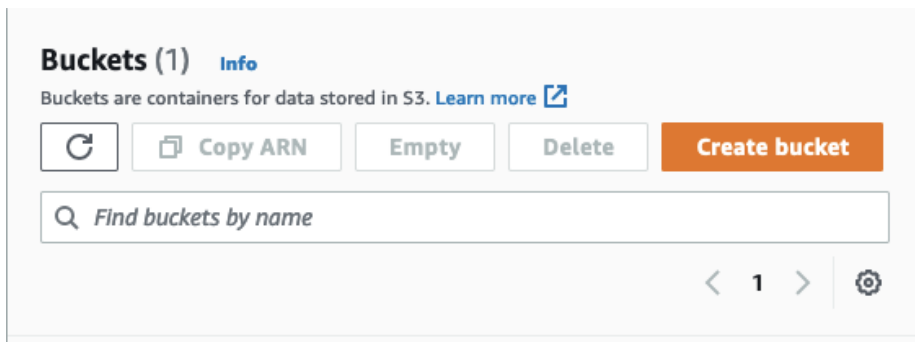 Buckets (1) Info
Buckets are containers for data stored in S3. Learn more
Copy ARN Empty Delete Create bucket
Find buckets by name
1